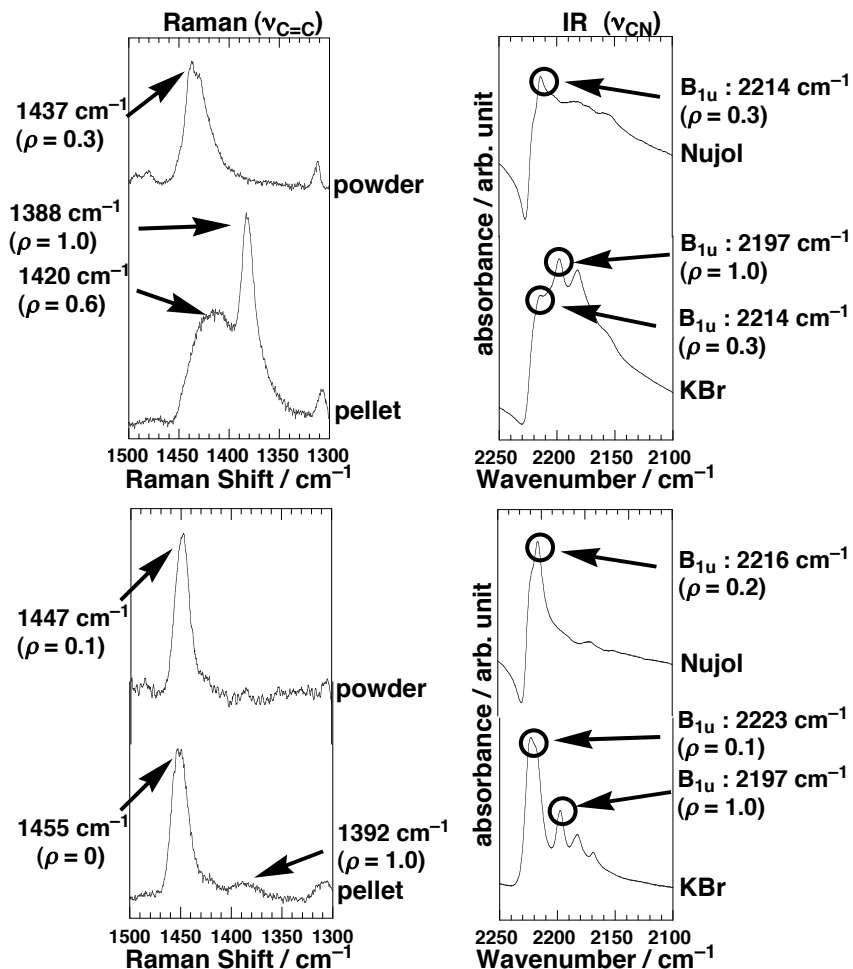 Raman (νC=C)
1437 cm⁻¹
(ρ = 0.3)
powder
1388 cm⁻¹
(ρ = 1.0)
1420 cm⁻¹
(ρ = 0.6)
pellet
1500 1450 1400 1350 1300
Raman Shift / cm⁻¹
IR (νCN)
absorbance / arb. unit
B1u : 2214 cm⁻¹
(ρ = 0.3)
Nujol
B1u : 2197 cm⁻¹
(ρ = 1.0)
B1u : 2214 cm⁻¹
(ρ = 0.3)
KBr
2250 2200 2150 2100
Wavenumber / cm⁻¹
1447 cm⁻¹
(ρ = 0.1)
powder
1455 cm⁻¹
(ρ = 0)
1392 cm⁻¹
(ρ = 1.0)
pellet
1500 1450 1400 1350 1300
Raman Shift / cm⁻¹
absorbance / arb. unit
B1u : 2216 cm⁻¹
(ρ = 0.2)
Nujol
B1u : 2223 cm⁻¹
(ρ = 0.1)
B1u : 2197 cm⁻¹
(ρ = 1.0)
KBr
2250 2200 2150 2100
Wavenumber / cm⁻¹